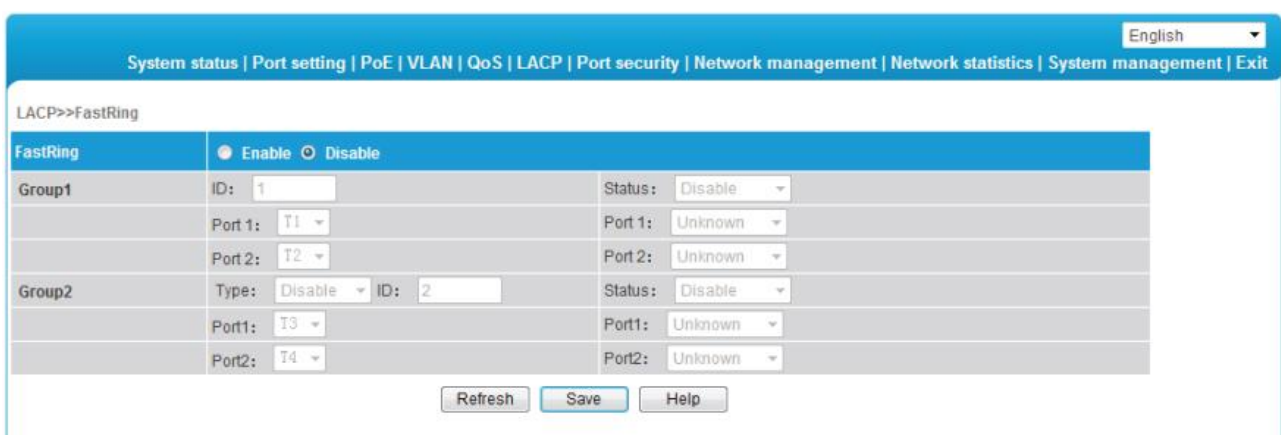 English
System status | Port setting | PoE | VLAN | QoS | LACP | Port security | Network management | Network statistics | System management | Exit
LACP>>FastRing
FastRing Enable Disable
Group1 ID: 1 Status: Disable
Port 1: T1 Port 1: Unknown
Port 2: T2 Port 2: Unknown
Group2 Type: Disable ID: 2 Status: Disable
Port1: T3 Port1: Unknown
Port2: T4 Port2: Unknown
Refresh Save Help